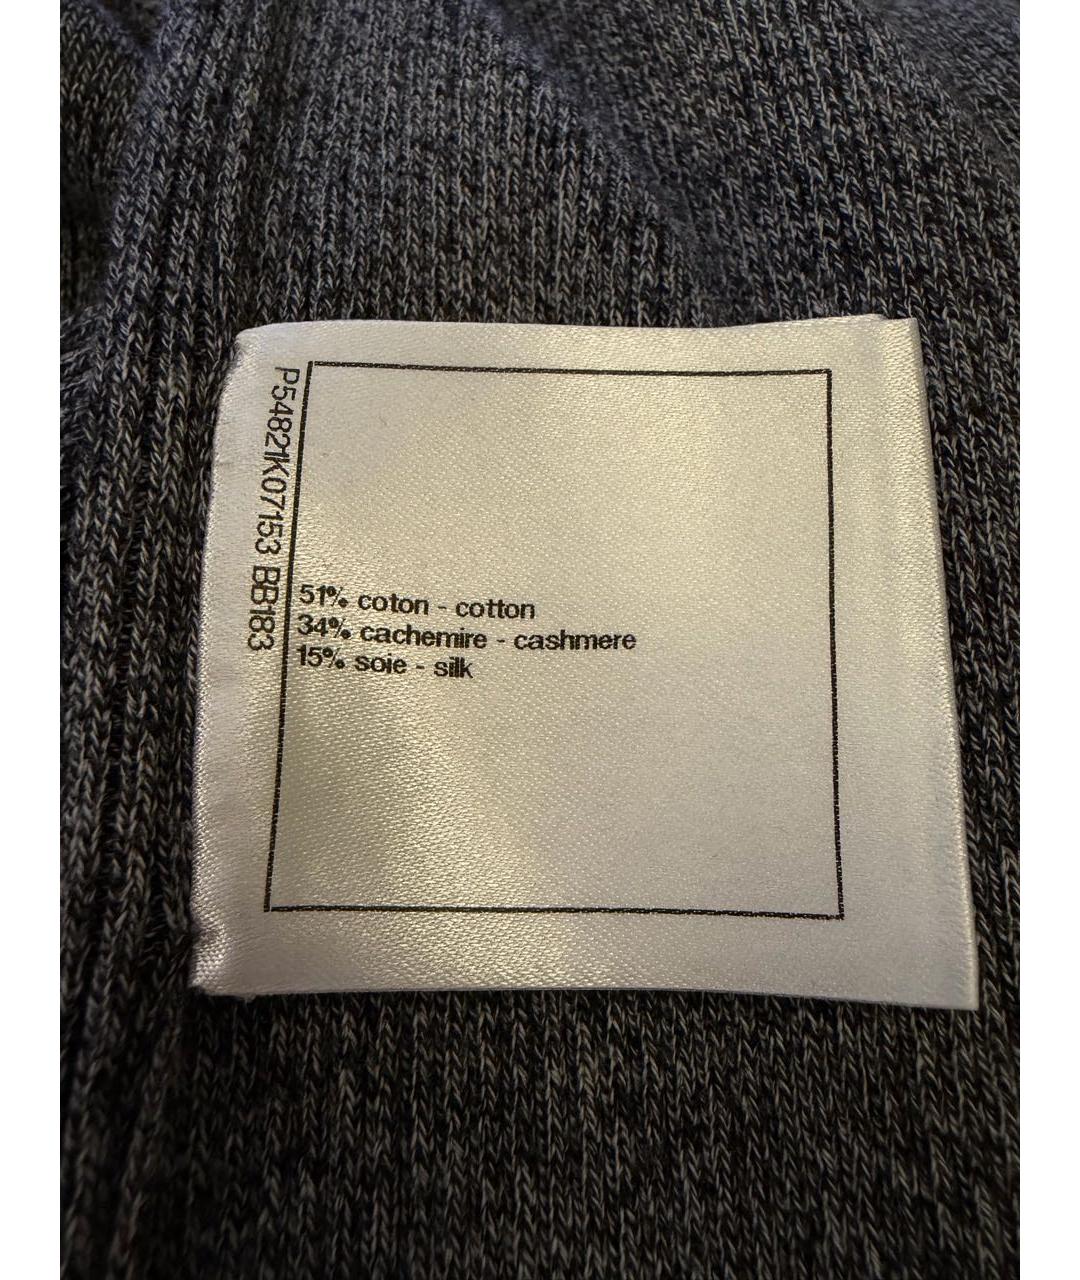 P54821K07153 BB183
51% coton - cotton
34% cachemire - cashmere
15% soie - silk